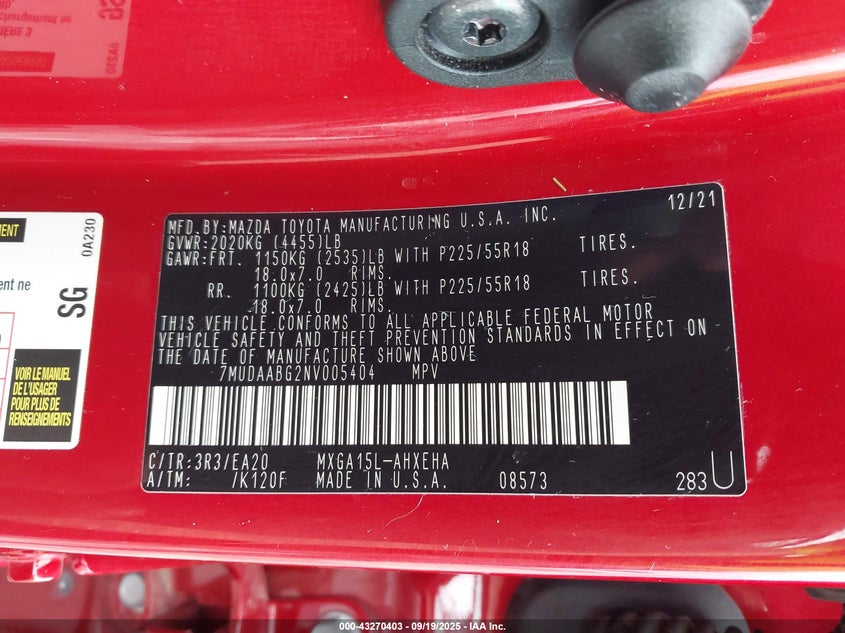 0A230
MENT
ent ne
SG
VOIR LE MANUEL
DE L'USAGER
POUR PLUS DE
RENSEIGNEMENTS
12/21
MFD.BY:MAZDA TOYOTA MANUFACTURING U.S.A. INC.
GVWR:2020KG (4455)LB
GAWR:FRT. 1150KG (2535)LB WITH P225/55R18 TIRES.
18.0x7.0 RIMS.
RR. 1100KG (2425)LB WITH P225/55R18 TIRES.
18.0x7.0 RIMS.
THIS VEHICLE CONFORMS TO ALL APPLICABLE FEDERAL MOTOR
VEHICLE SAFETY AND THEFT PREVENTION STANDARDS IN EFFECT ON
THE DATE OF MANUFACTURE SHOWN ABOVE
7MUDAABG2NV005404 MPV
C/TR:3R3/EA20 MXGA15L-AHXEHA
A/TM: /K120F MADE IN U.S.A. 08573 283U
000-43270403 - 09/19/2025 - IAA Inc.